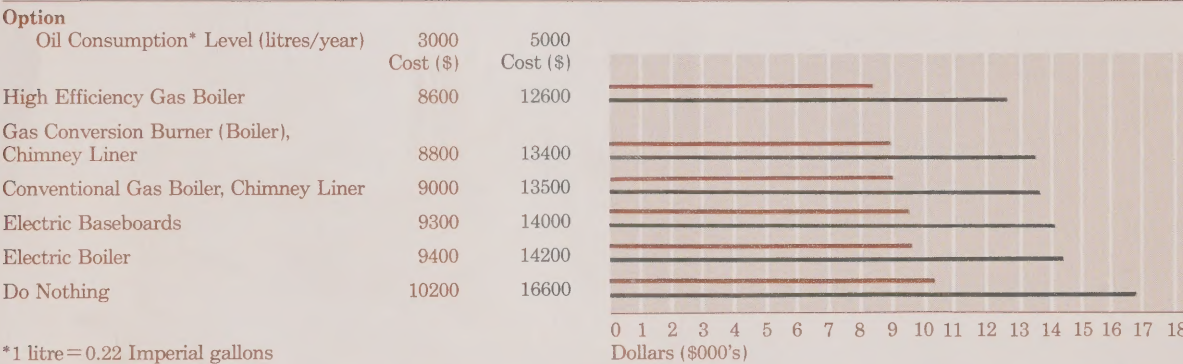 Option
Oil Consumption* Level (litres/year) 3000 5000
Cost ($) Cost ($)
High Efficiency Gas Boiler 8600 12600
Gas Conversion Burner (Boiler),
Chimney Liner 8800 13400
Conventional Gas Boiler, Chimney Liner 9000 13500
Electric Baseboards 9300 14000
Electric Boiler 9400 14200
Do Nothing 10200 16600
0 1 2 3 4 5 6 7 8 9 10 11 12 13 14 15 16 17 18
*1 litre=0.22 Imperial gallons Dollars ($000's)